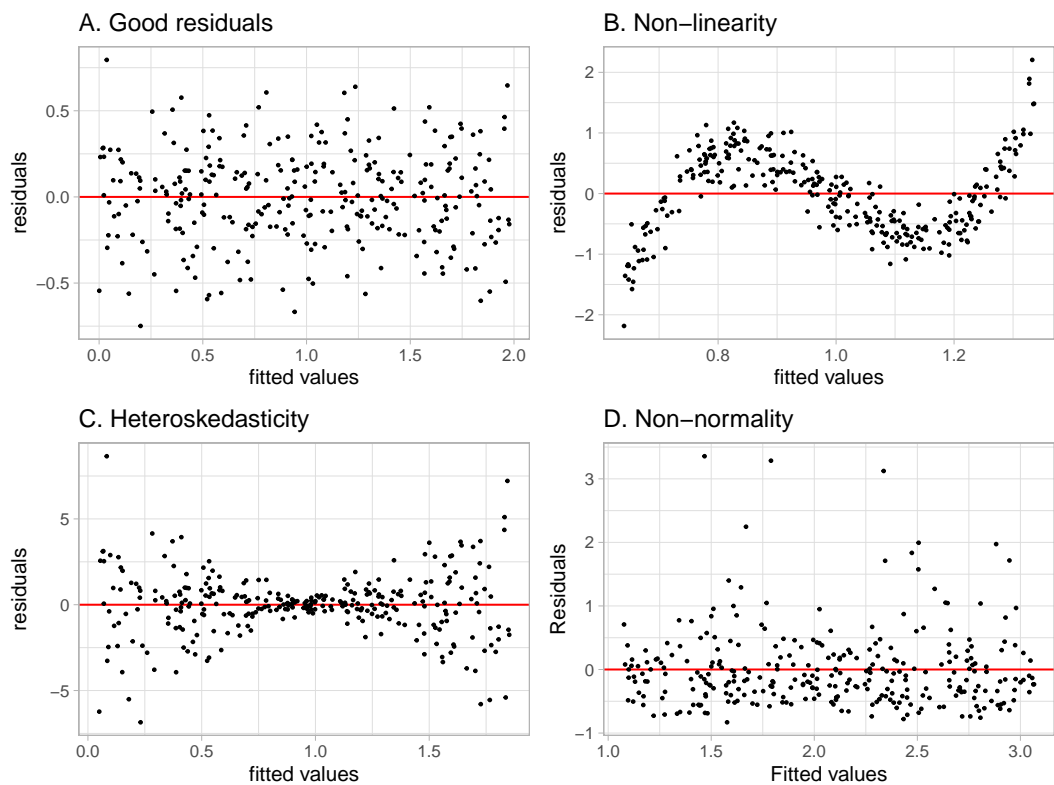 A. Good residuals
residuals
0.5
0.0
−0.5
0.0 0.5 1.0 1.5 2.0
fitted values
B. Non−linearity
residuals
2
1
0
−1
−2
0.8 1.0 1.2
fitted values
C. Heteroskedasticity
residuals
5
0
−5
0.0 0.5 1.0 1.5
fitted values
D. Non−normality
Residuals
3
2
1
0
−1
1.0 1.5 2.0 2.5 3.0
Fitted values